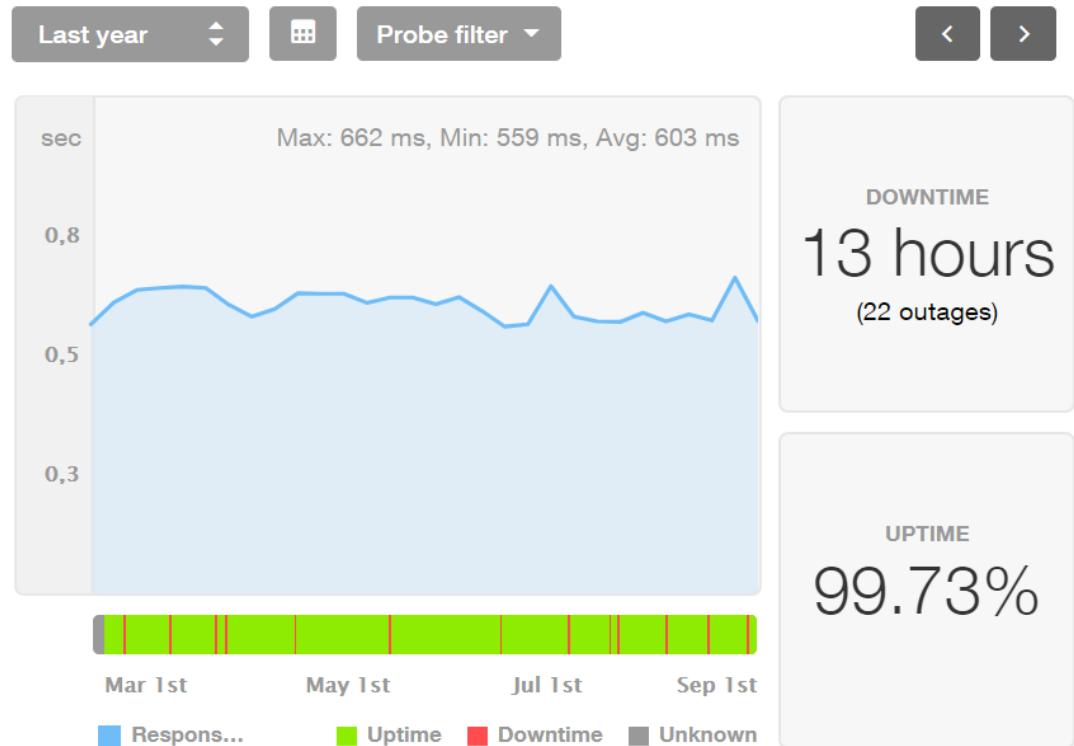 Last year
Probe filter
sec
Max: 662 ms, Min: 559 ms, Avg: 603 ms
0,8
0,5
0,3
DOWNTIME
13 hours
(22 outages)
UPTIME
99.73%
Mar 1st May 1st Jul 1st Sep 1st
Respons... Uptime Downtime Unknown